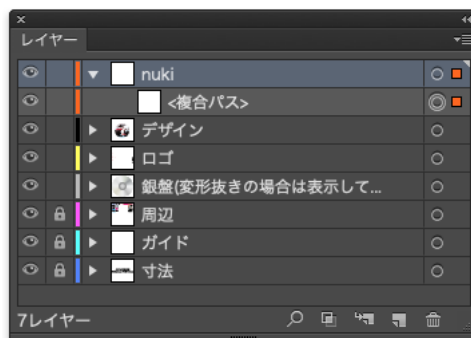 レイヤー
nuki
<複合パス>
デザイン
ロゴ
銀盤(変形抜きの場合は表示して...
周辺
ガイド
寸法
7レイヤー